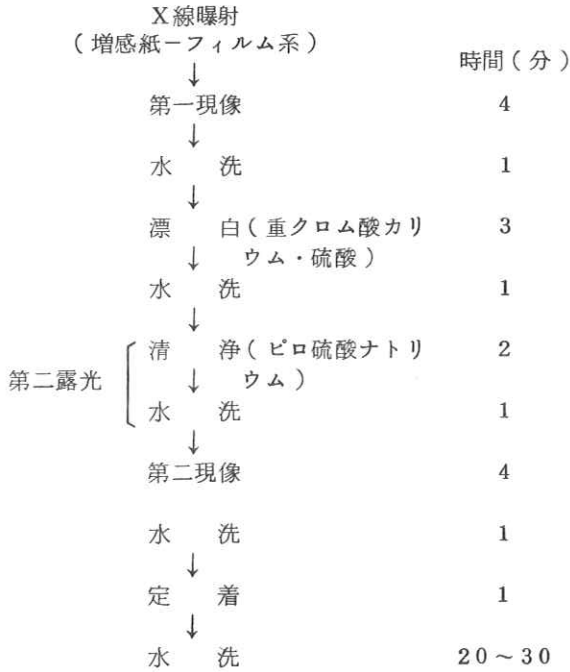 X線曝射
(増感紙-フィルム系)
時間(分)
↓
第一現像 4
↓
水 洗 1
↓
漂 白(重クロム酸カリ 3
↓ ウム・硫酸)
水 洗 1
↓
清 浄(ピロ硫酸ナトリ 2
第二露光 ↓ ウム)
水 洗 1
↓
第二現像 4
水 洗 1
↓
定 着 1
↓
水 洗 20~30